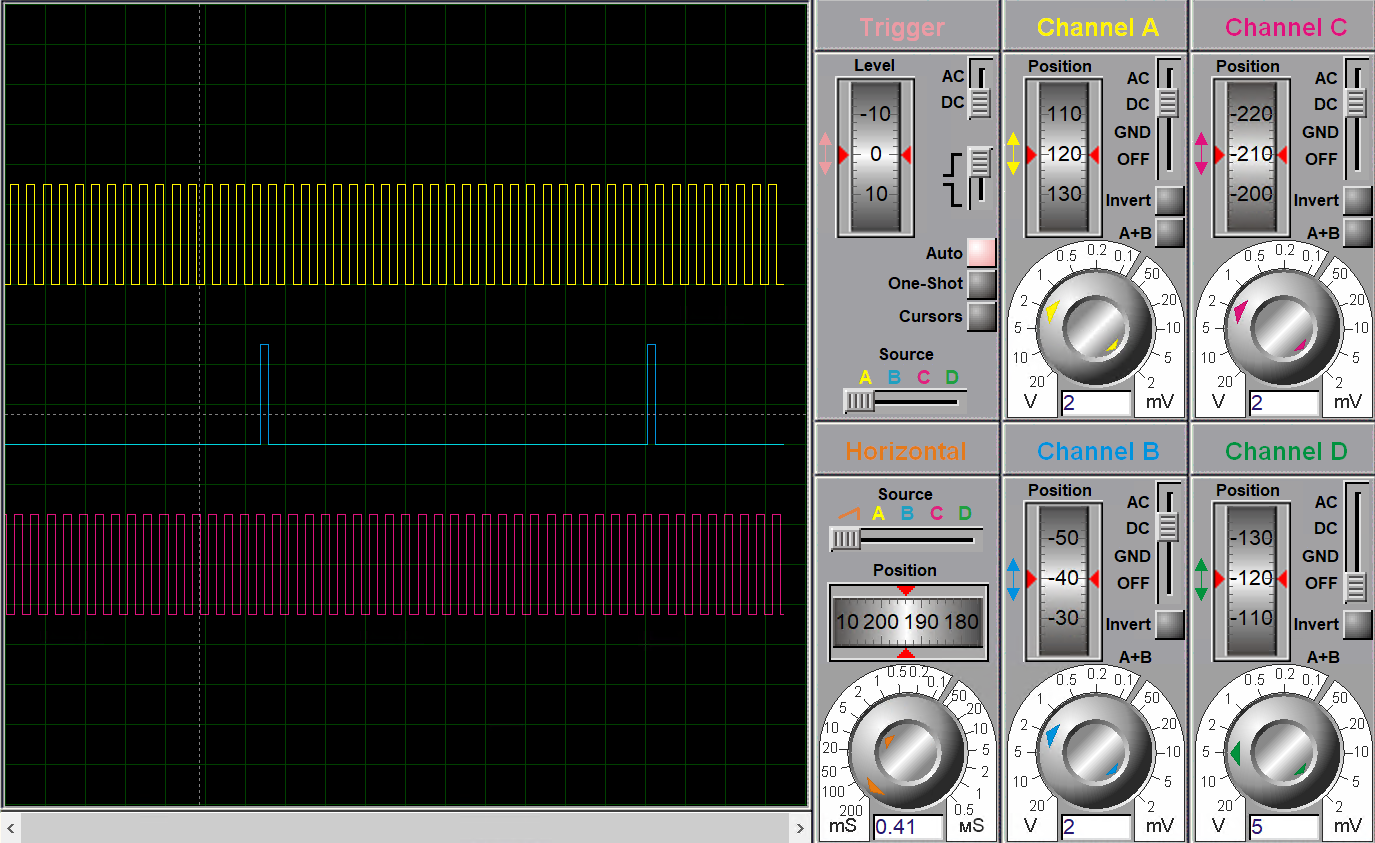 Trigger
Level
AC
DC
-10
0
10
Auto
One-Shot
Cursors
Source
A B C D
Channel A
Position
AC
DC
GND
OFF
110
120
130
Invert
A+B
0.5 0.2 0.1
1 50
2 20
5 10
10 5
20 2
V 2 mV
Channel C
Position
AC
DC
GND
OFF
-220
-210
-200
Invert
A+B
0.5 0.2 0.1
1 50
2 20
5 10
10 5
20 2
V 2 mV
Horizontal
Source
A B C D
Position
10 200 190 180
1 0.5 0.2 0.1
2 50
5 20
10 10
20 5
50 2
100 1
200 0.5
mS 0.41 мS
Channel B
Position
AC
DC
GND
OFF
-50
-40
-30
Invert
A+B
0.5 0.2 0.1
1 50
2 20
5 10
10 5
20 2
V 2 mV
Channel D
Position
AC
DC
GND
OFF
-130
-120
-110
Invert
A+B
0.5 0.2 0.1
1 50
2 20
5 10
10 5
20 2
V 5 mV